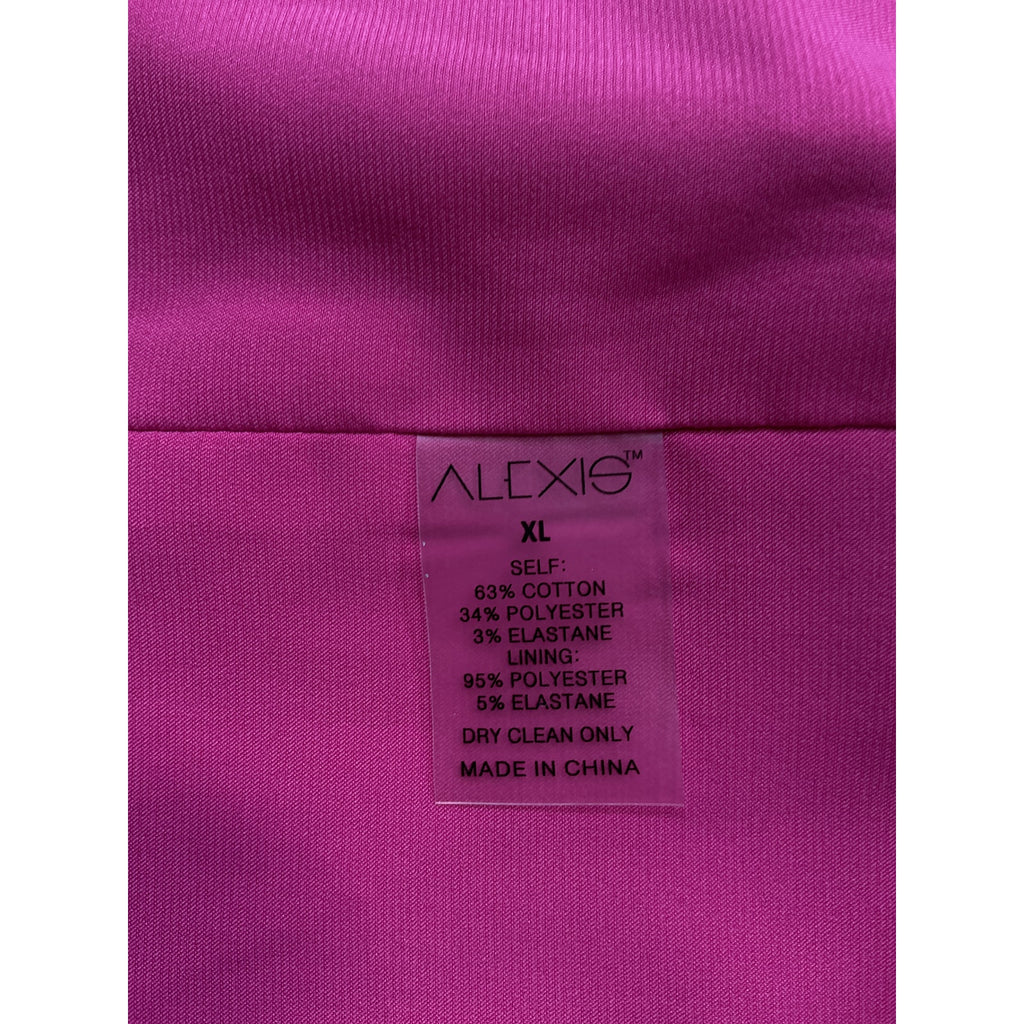 ALEXIS™
XL
SELF:
63% COTTON
34% POLYESTER
3% ELASTANE
LINING:
95% POLYESTER
5% ELASTANE
DRY CLEAN ONLY
MADE IN CHINA